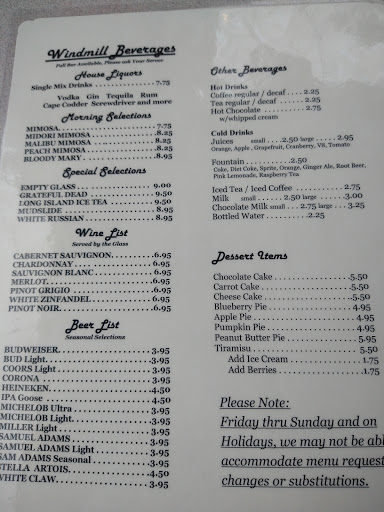 Windmill Beverages
Full Bar Available, Please ask Your Server
House Liquors
Single Mix Drinks . . . . . . 7.75
Vodka Gin Tequila Rum
Cape Codder Screwdriver and more
Morning Selections
MIMOSA 7.75
MIDORI MIMOSA 8.25
MALIBU MIMOSA 8.25
PEACH MIMOSA 8.25
BLOODY MARY 8.95
Special Selections
EMPTY GLASS 9.00
GRATEFUL DEAD 9.50
LONG ISLAND ICE TEA 9.50
MUDSLIDE 8.95
WHITE RUSSIAN 8.95
Wine List
Served by the Glass
CABERNET SAUVIGNON 6.95
CHARDONNAY 6.95
SAUVIGNON BLANC 6.95
MERLOT 6.95
PINOT GRIGIO 6.95
WHITE ZINFANDEL 6.95
PINOT NOIR 6.95
Beer List
Seasonal Selections
BUDWEISER 3.95
BUD Light 3.95
COORS Light 3.95
CORONA 4.50
HEINEKEN 4.50
IPA Goose 4.50
MICHELOB Ultra 3.95
MICHELOB Light 3.95
MILLER Light 3.95
SAMUEL ADAMS 3.95
SAMUEL ADAMS Light 3.95
SAM ADAMS Seasonal 3.95
STELLA ARTOIS 4.50
WHITE CLAW 3.95
Other Beverages
Hot Drinks
Coffee regular / decaf . . . . . 2.25
Tea regular / decaf . . . . . 2.25
Hot Chocolate . . . . . 2.75
w/whipped cream
Cold Drinks
Juices small . . 2.50 large . . . 2.95
Orange, Apple, Grapefruit, Cranberry, V8, Tomato
Fountain . . . . . 2.50
Coke, Diet Coke, Sprite, Orange, Ginger Ale, Root Beer,
Pink Lemonade, Raspberry Tea
Iced Tea / Iced Coffee . . . . . 2.75
Milk small . . . 2.50 large . . . . . 3.00
Chocolate Milk small . . . 2.75 large . . 3.25
Bottled Water . . . . . 2.25
Dessert Items
Chocolate Cake 5.50
Carrot Cake 5.50
Cheese Cake 5.50
Blueberry Pie 4.95
Apple Pie 4.95
Pumpkin Pie 4.95
Peanut Butter Pie 5.50
Tiramisu 5.50
Add Ice Cream 1.75
Add Berries 1.75
Please Note:
Friday thru Sunday and on
Holidays, we may not be abl
accommodate menu request
changes or substitutions.